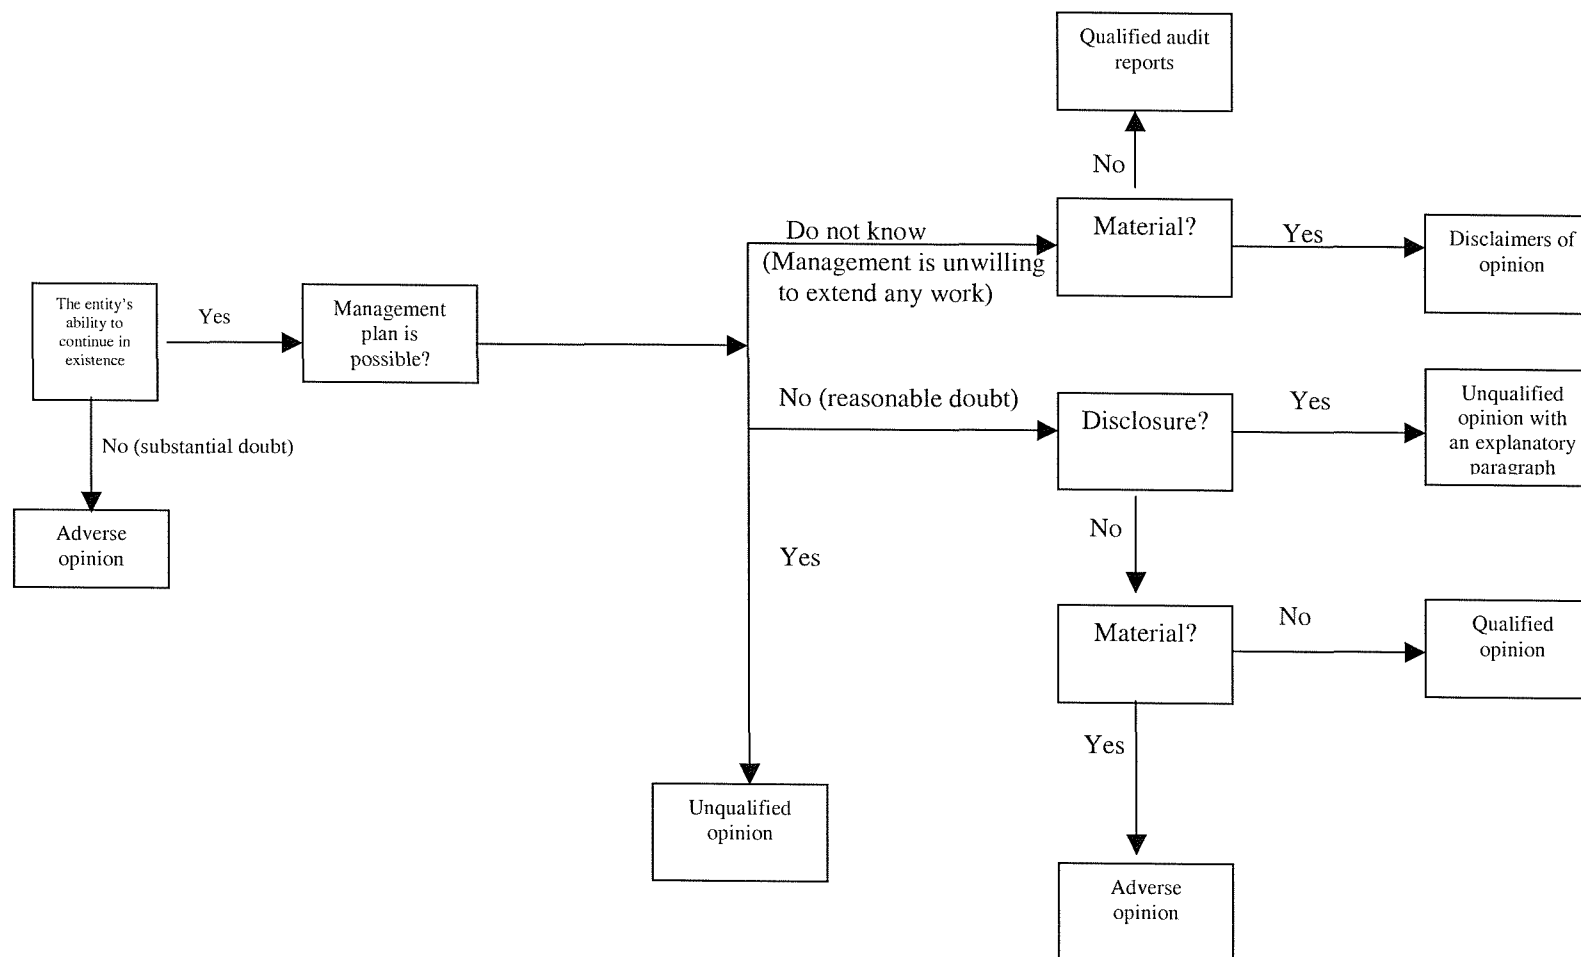 Qualified audit
reports
No
Material?
Yes
Disclaimers of
opinion
Do not know
(Management is unwilling
to extend any work)
The entity's
ability to
continue in
existence
Yes
Management
plan is
possible?
No (reasonable doubt)
Disclosure?
Yes
Unqualified
opinion with
an explanatory
paragraph
No (substantial doubt)
Adverse
opinion
No
Yes
Material?
No
Qualified
opinion
Yes
Unqualified
opinion
Adverse
opinion